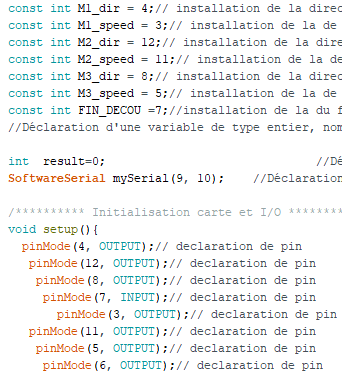 const int M1_dir = 4;// installation de la direc
const int M1_speed = 3;// installation de la de
const int M2_dir = 12;// installation de la dire
const int M2_speed = 11;// installation de la de
const int M3_dir = 8;// installation de la direc
const int M3_speed = 5;// installation de la de
const int FIN_DECOU =7;//installation de la du f
//Déclaration d'une variable de type entier, nom
int  result=0; //Dé
SoftwareSerial mySerial(9, 10); //Déclaration
/********** Initialisation carte et I/O ********
void setup(){
pinMode(4, OUTPUT);// declaration de pin
pinMode(12, OUTPUT);// declaration de pin
pinMode(8, OUTPUT);// declaration de pin
pinMode(7, INPUT);// declaration de pin
pinMode(3, OUTPUT);// declaration de pin
pinMode(11, OUTPUT);// declaration de pin
pinMode(5, OUTPUT);// declaration de pin
pinMode(6, OUTPUT);// declaration de pin